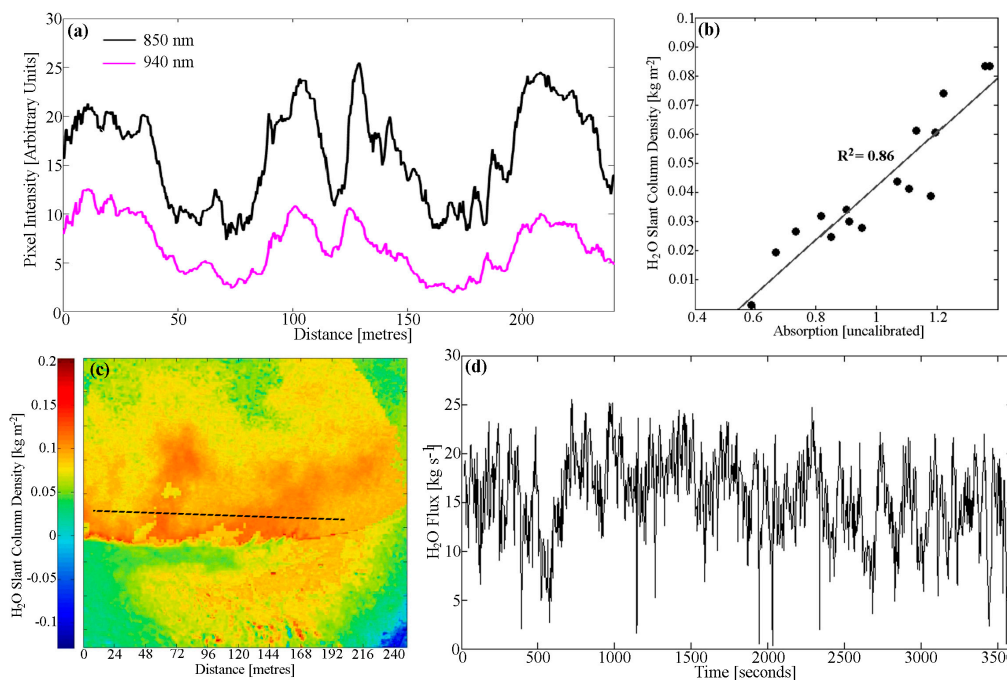 (a)
850 nm
940 nm
Pixel Intensity [Arbitrary Units]
30
25
20
15
10
5
0
0 50 100 150 200
Distance [metres]
(b)
H₂O Slant Column Density [kg m⁻²]
0.1
0.09
0.08
0.07
0.06
0.05
0.04
0.03
0.02
0.01
R²= 0.86
0.4 0.6 0.8 1 1.2
Absorption [uncalibrated]
(c)
H₂O Slant Column Density [kg m⁻²]
0.2
0.15
0.10
0.05
0
-0.05
-0.1
0 24 48 72 96 120 144 168 192 216 240
Distance [metres]
(d)
H₂O Flux [kg s⁻¹]
30
25
20
15
10
5
0
0 500 1000 1500 2000 2500 3000 3500
Time [seconds]